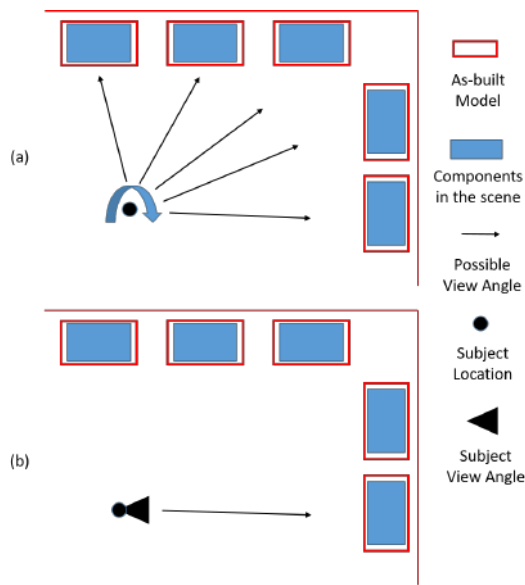 As-built
Model
(a)
Components
in the scene
Possible
View Angle
Subject
Location
(b)
Subject
View Angle